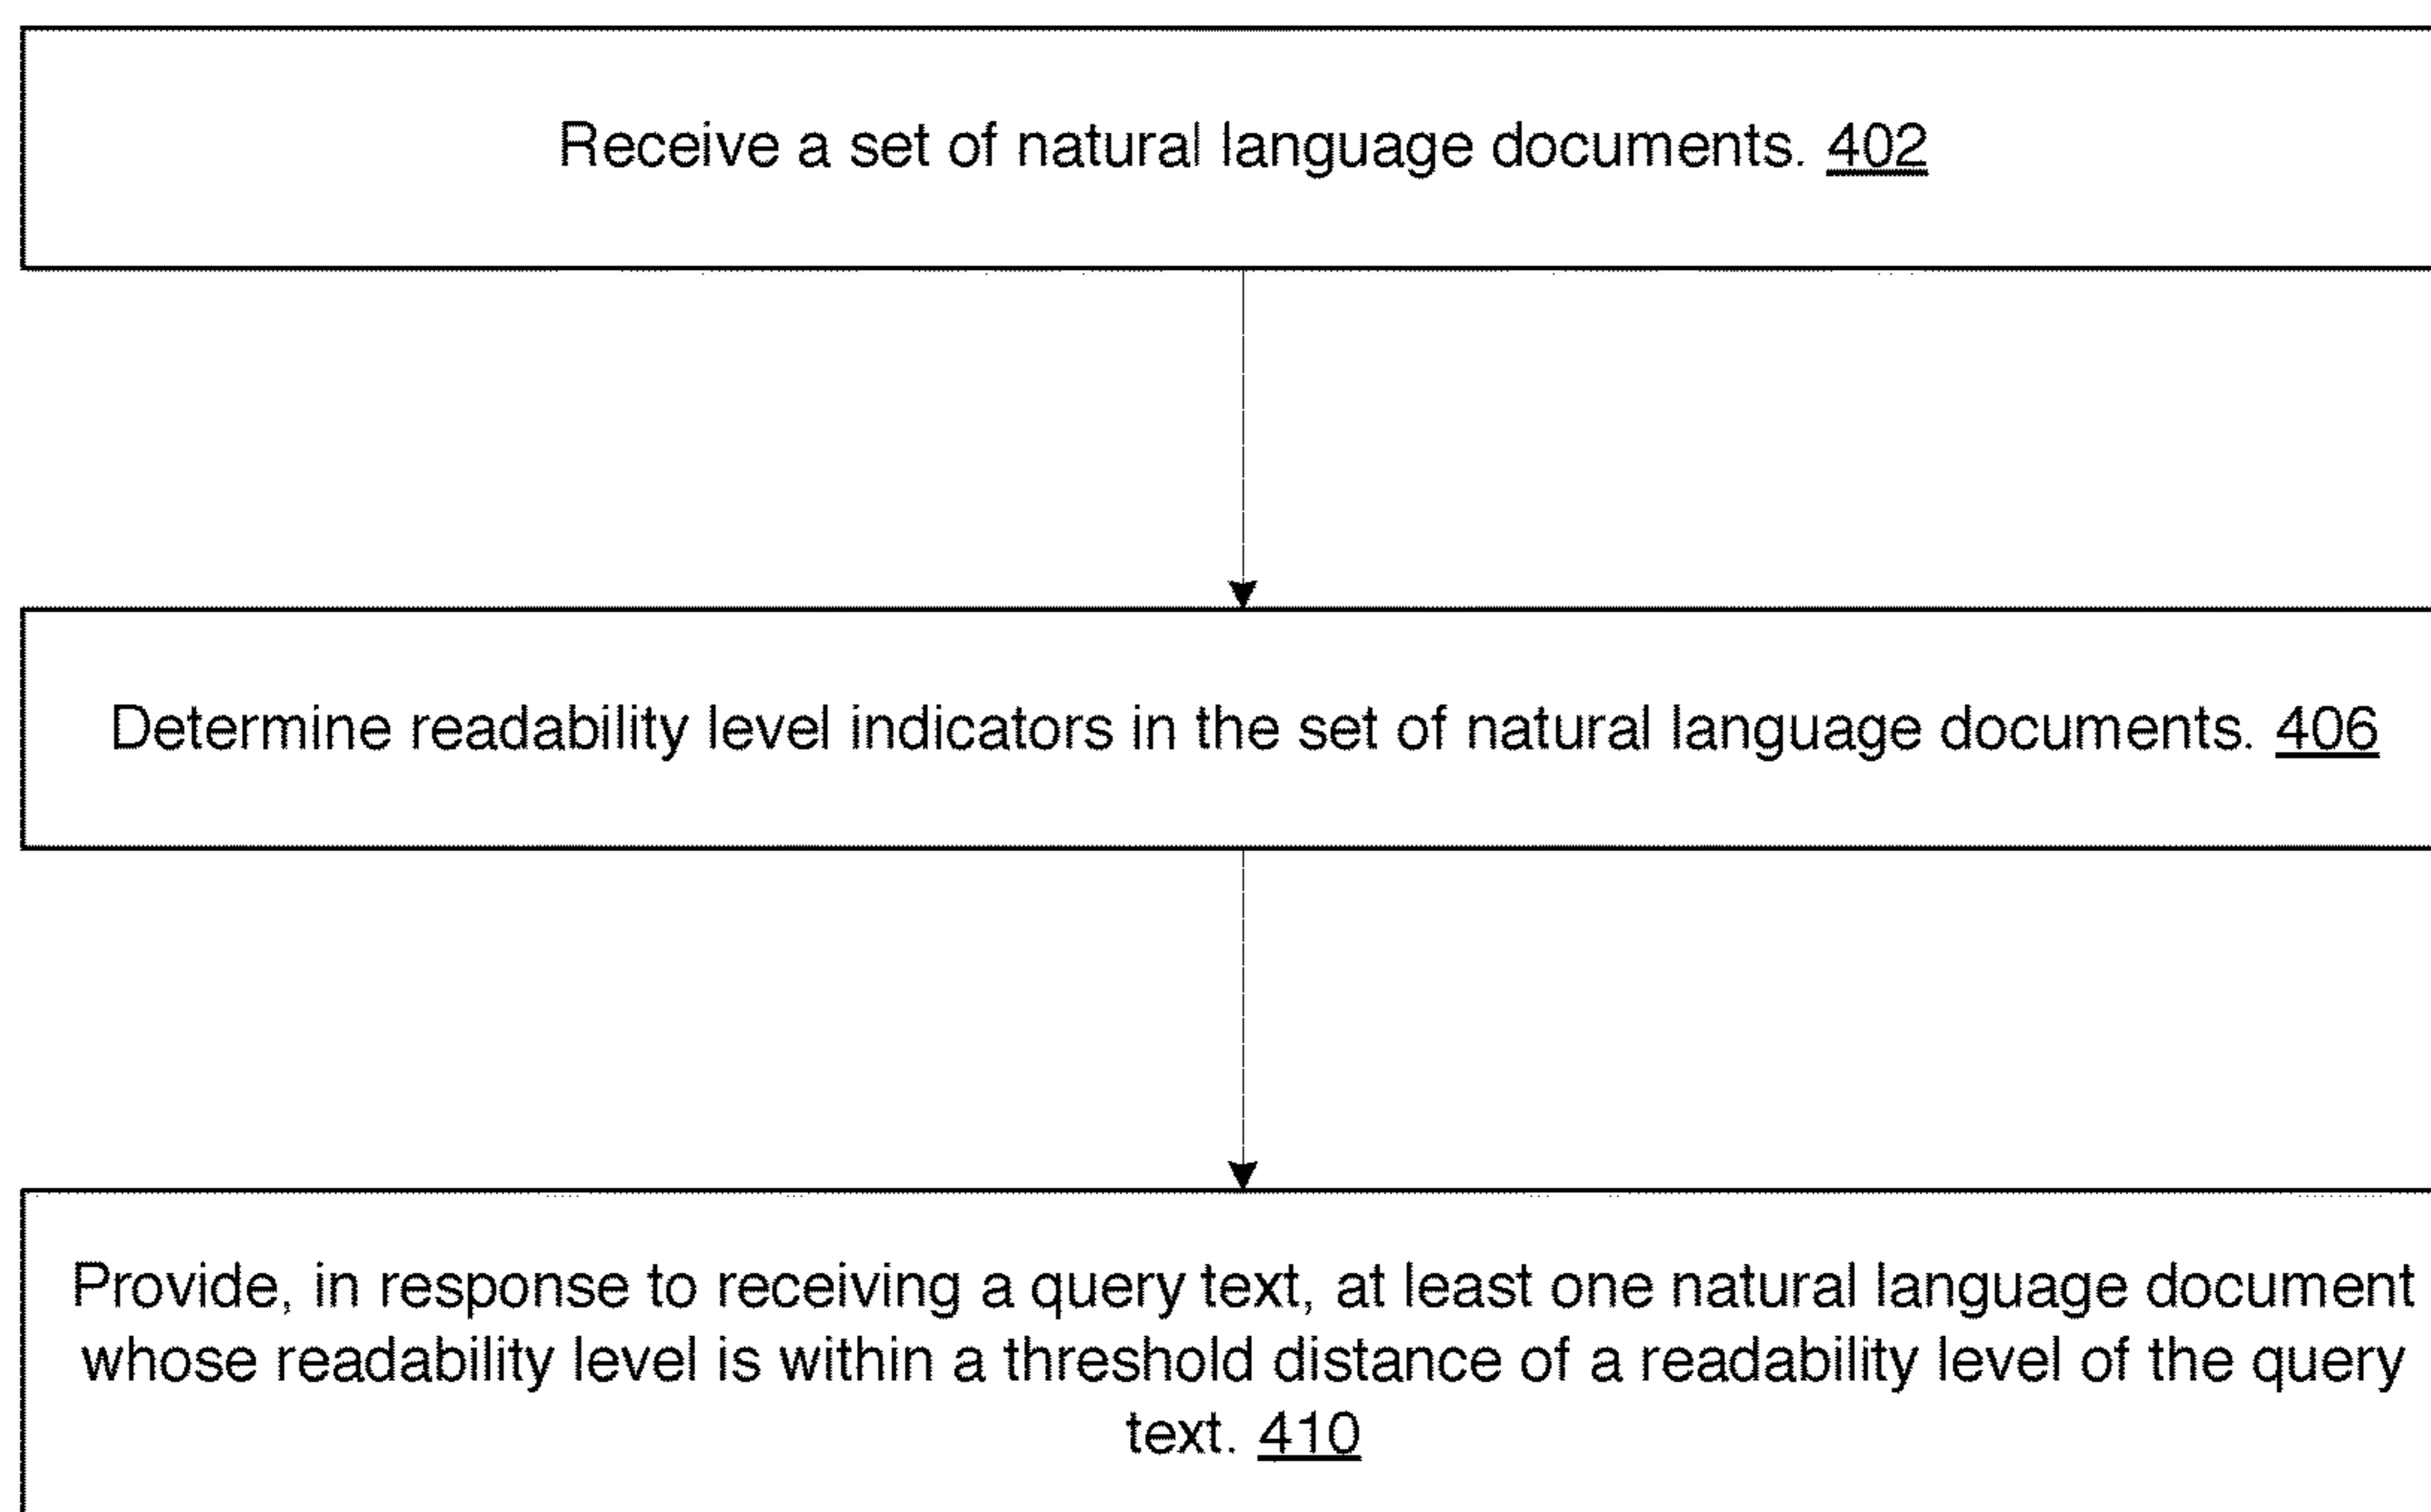 Receive a set of natural language documents. 402
Determine readability level indicators in the set of natural language documents. 406
Provide, in response to receiving a query text, at least one natural language document
whose readability level is within a threshold distance of a readability level of the query
text. 410